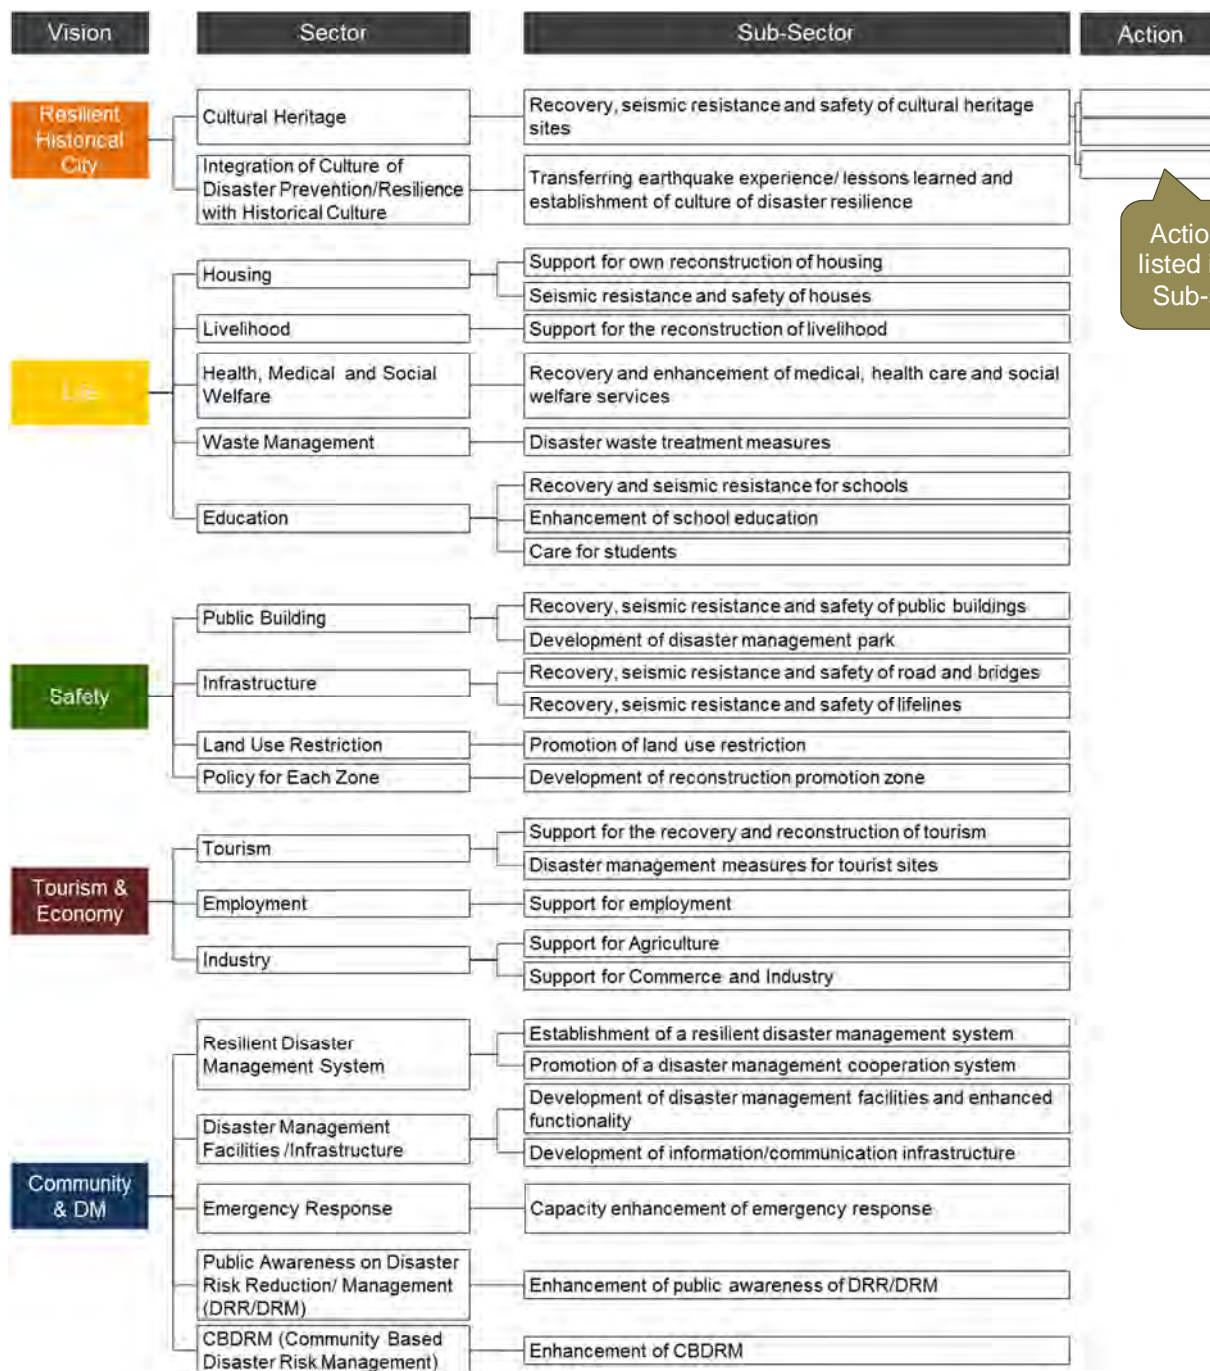 Vision
Sector
Sub-Sector
Action
Resilient
Historical
City
Cultural Heritage
Recovery, seismic resistance and safety of cultural heritage
sites
Integration of Culture of
Disaster Prevention/Resilience
with Historical Culture
Transferring earthquake experience/ lessons learned and
establishment of culture of disaster resilience
Actio
listed
Sub-
Life
Housing
Support for own reconstruction of housing
Seismic resistance and safety of houses
Livelihood
Support for the reconstruction of livelihood
Health, Medical and Social
Welfare
Recovery and enhancement of medical, health care and social
welfare services
Waste Management
Disaster waste treatment measures
Education
Recovery and seismic resistance for schools
Enhancement of school education
Care for students
Safety
Public Building
Recovery, seismic resistance and safety of public buildings
Development of disaster management park
Infrastructure
Recovery, seismic resistance and safety of road and bridges
Recovery, seismic resistance and safety of lifelines
Land Use Restriction
Promotion of land use restriction
Policy for Each Zone
Development of reconstruction promotion zone
Tourism &
Economy
Tourism
Support for the recovery and reconstruction of tourism
Disaster management measures for tourist sites
Employment
Support for employment
Industry
Support for Agriculture
Support for Commerce and Industry
Community
& DM
Resilient Disaster
Management System
Establishment of a resilient disaster management system
Promotion of a disaster management cooperation system
Disaster Management
Facilities /Infrastructure
Development of disaster management facilities and enhanced
functionality
Development of information/communication infrastructure
Emergency Response
Capacity enhancement of emergency response
Public Awareness on Disaster
Risk Reduction/ Management
(DRR/DRM)
Enhancement of public awareness of DRR/DRM
CBDRM (Community Based
Disaster Risk Management)
Enhancement of CBDRM